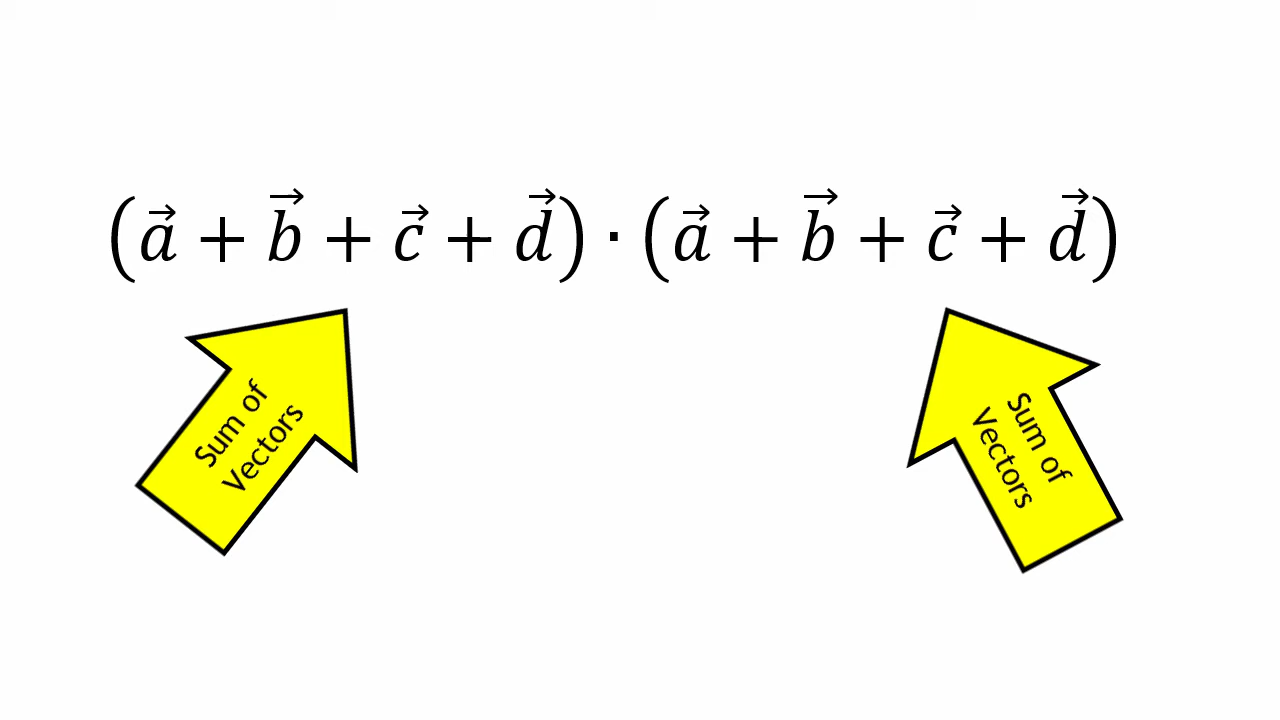 (a⃗ + b⃗ + c⃗ + d⃗) · (a⃗ + b⃗ + c⃗ + d⃗)
Sum of
Vectors
Sum of
Vectors